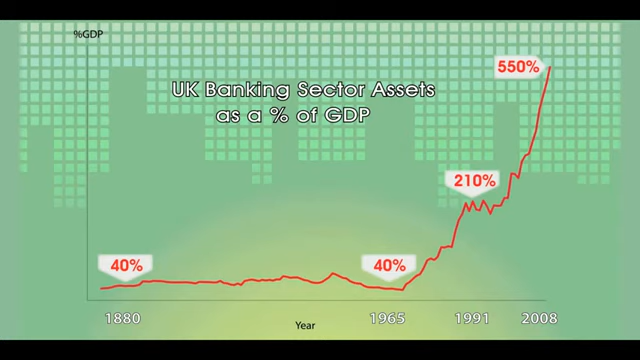 %GDP
550%
UK Banking Sector Assets
as a % of GDP
210%
40%
40%
1880
1965
1991
2008
Year